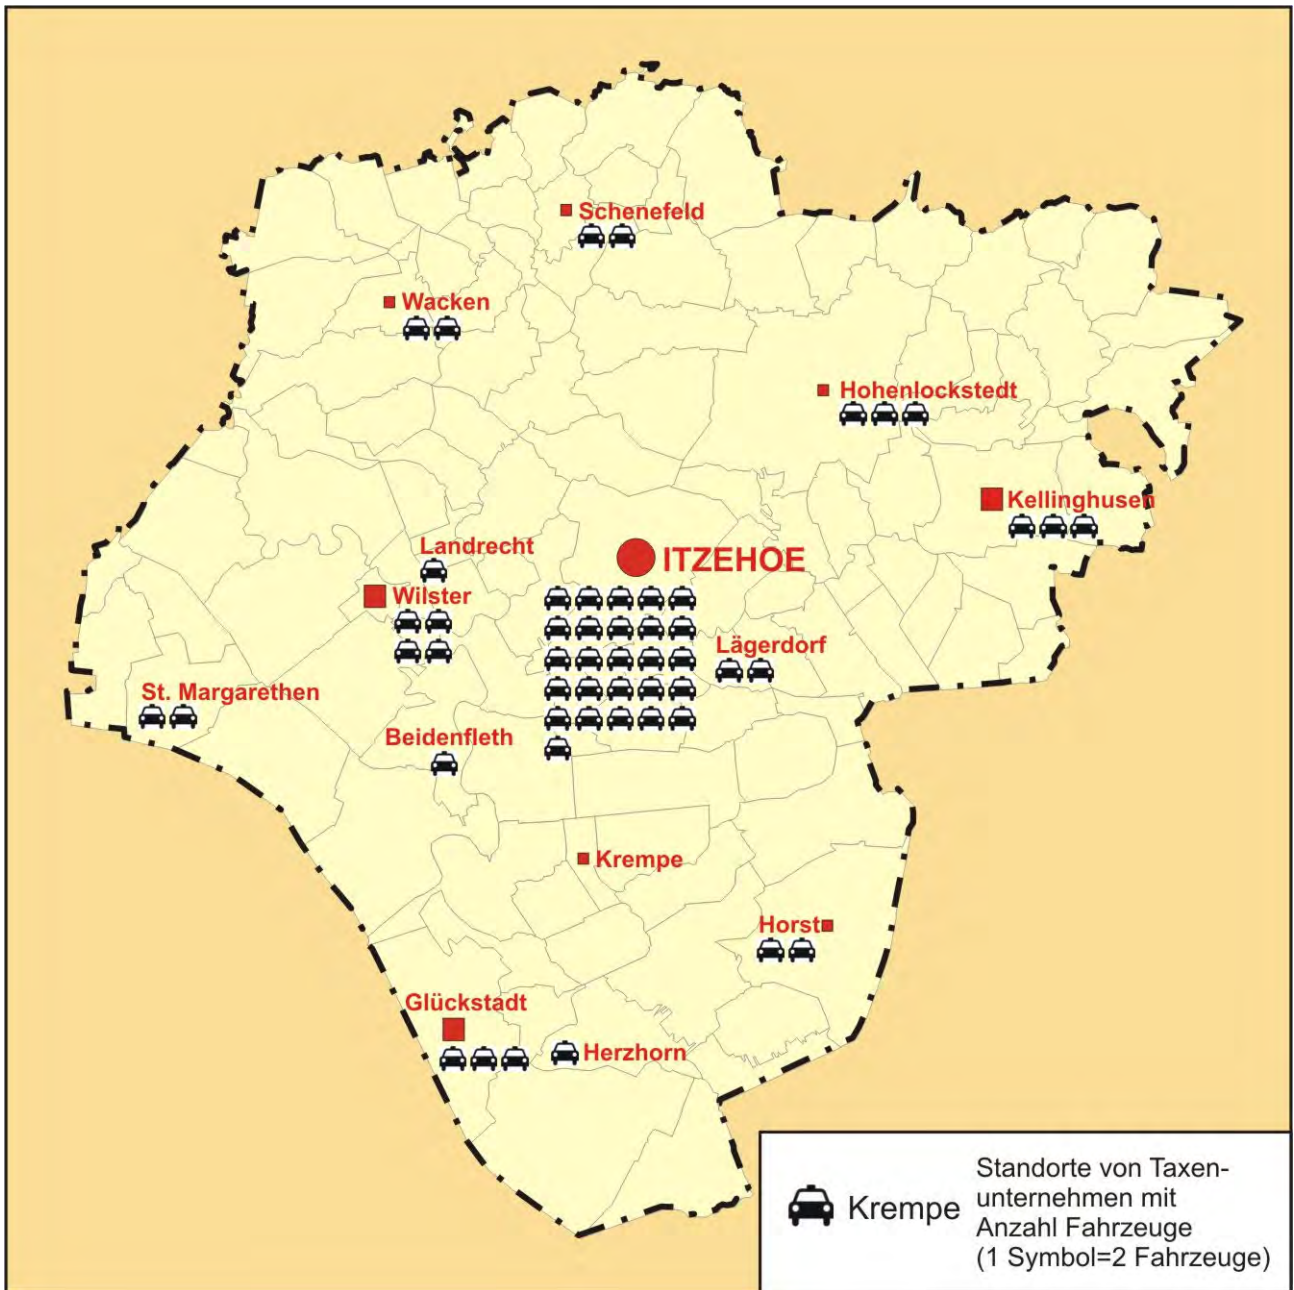 Schenefeld
Wacken
Hohenlockstedt
Kellinghusen
Landrecht
ITZEHOE
Wilster
Lägerdorf
St. Margarethen
Beidenfleth
Krempe
Horst
Glückstadt
Herzhorn
Krempe
Standorte von Taxen-
unternehmen mit
Anzahl Fahrzeuge
(1 Symbol=2 Fahrzeuge)